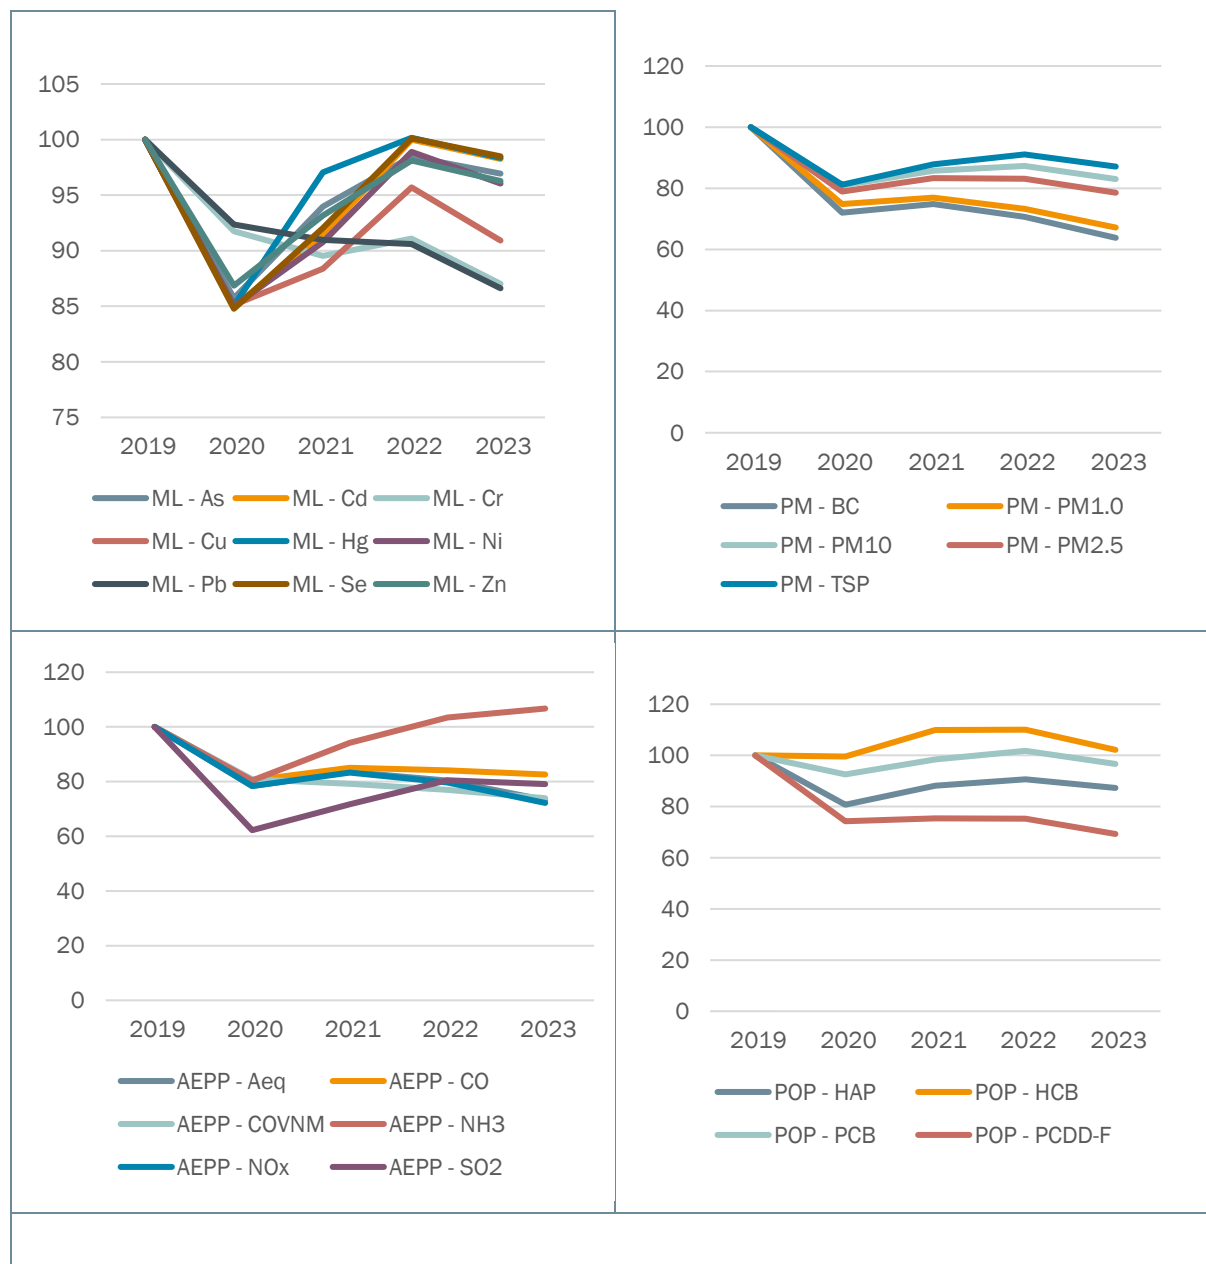 105
100
95
90
85
80
75
2019 2020 2021 2022 2023
ML - As ML - Cd ML - Cr
ML - Cu ML - Hg ML - Ni
ML - Pb ML - Se ML - Zn
120
100
80
60
40
20
0
2019 2020 2021 2022 2023
PM - BC PM - PM1.0
PM - PM10 PM - PM2.5
PM - TSP
120
100
80
60
40
20
0
2019 2020 2021 2022 2023
AEPP - Aeq AEPP - CO
AEPP - COVNM AEPP - NH3
AEPP - NOx AEPP - SO2
120
100
80
60
40
20
0
2019 2020 2021 2022 2023
POP - HAP POP - HCB
POP - PCB POP - PCDD-F